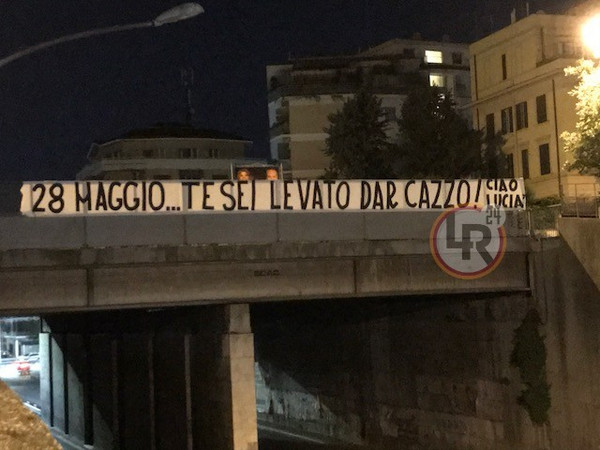 28 MAGGIO...TE SEI LEVATO DAR CAZZO!
CIAO
LUCIA
24
LR